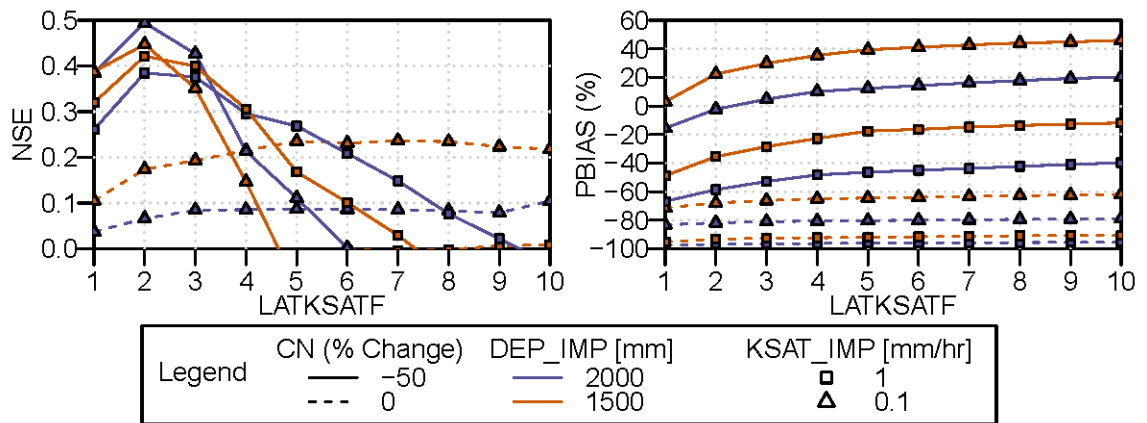 0.5
0.4
0.3
0.2
0.1
0.0
NSE
1 2 3 4 5 6 7 8 9 10
LATKSATF
60
40
20
0
−20
−40
−60
−80
−100
PBIAS (%)
1 2 3 4 5 6 7 8 9 10
LATKSATF
Legend
CN (% Change) DEP_IMP [mm] KSAT_IMP [mm/hr]
−50 2000 1
0 1500 0.1